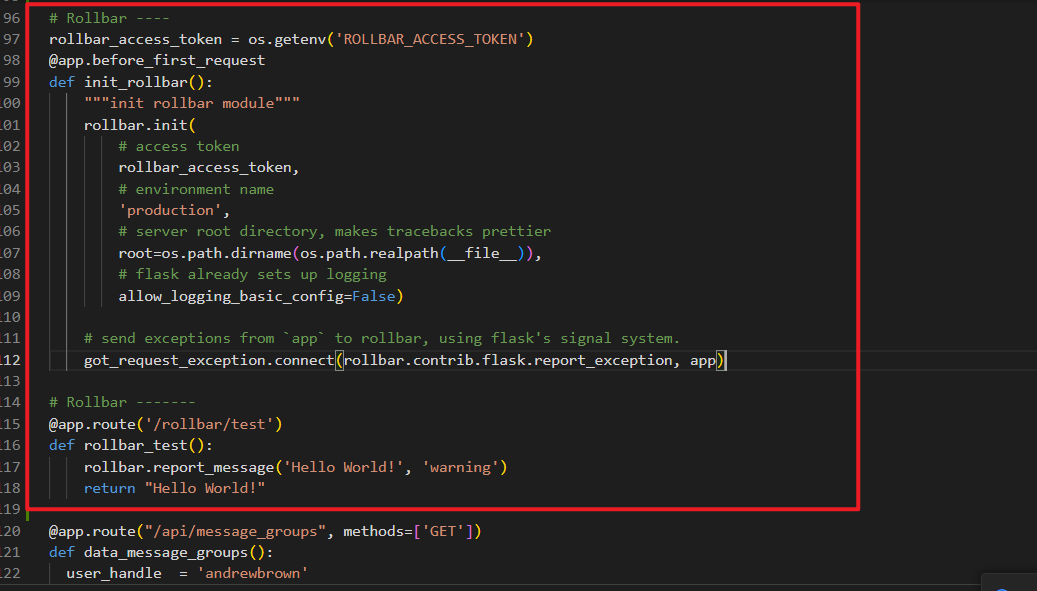 96 # Rollbar ----
97 rollbar_access_token = os.getenv('ROLLBAR_ACCESS_TOKEN')
98 @app.before_first_request
99 def init_rollbar():
100     """init rollbar module"""
101     rollbar.init(
102         # access token
103         rollbar_access_token,
104         # environment name
105         'production',
106         # server root directory, makes tracebacks prettier
107         root=os.path.dirname(os.path.realpath(__file__)),
108         # flask already sets up logging
109         allow_logging_basic_config=False)
110
111     # send exceptions from `app` to rollbar, using flask's signal system.
112     got_request_exception.connect(rollbar.contrib.flask.report_exception, app)
113
114 # Rollbar -------
115 @app.route('/rollbar/test')
116 def rollbar_test():
117     rollbar.report_message('Hello World!', 'warning')
118     return "Hello World!"
119
120 @app.route("/api/message_groups", methods=['GET'])
121 def data_message_groups():
122   user_handle  = 'andrewbrown'